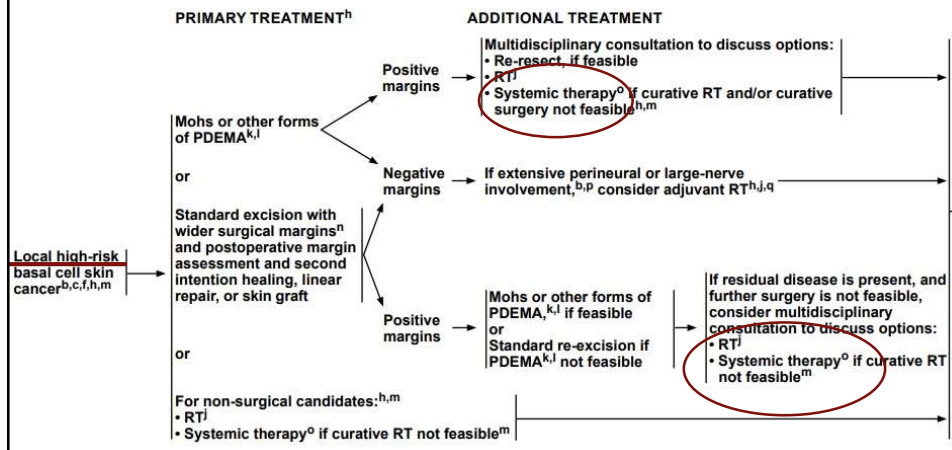 PRIMARY TREATMENTʰ
ADDITIONAL TREATMENT
Local high-risk
basal cell skin
cancerᵇ,ᶜ,ᶠ,ʰ,ᵐ
Mohs or other forms
of PDEMAᵏ,ˡ
or
Standard excision with
wider surgical marginsⁿ
and postoperative margin
assessment and second
intention healing, linear
repair, or skin graft
or
For non-surgical candidates:ʰ,ᵐ
• RTʲ
• Systemic therapyᵒ if curative RT not feasibleᵐ
Positive
margins
Multidisciplinary consultation to discuss options:
• Re-resect, if feasible
• RTʲ
• Systemic therapyᵒ if curative RT and/or curative
surgery not feasibleʰ,ᵐ
Negative
margins
If extensive perineural or large-nerve
involvement,ᵇ,ᵖ consider adjuvant RTʰ,ʲ,q
Positive
margins
Mohs or other forms of
PDEMA,ᵏ,ˡ if feasible
or
Standard re-excision if
PDEMAᵏ,ˡ not feasible
If residual disease is present, and
further surgery is not feasible,
consider multidisciplinary
consultation to discuss options:
• RTʲ
• Systemic therapyᵒ if curative RT
not feasibleᵐ